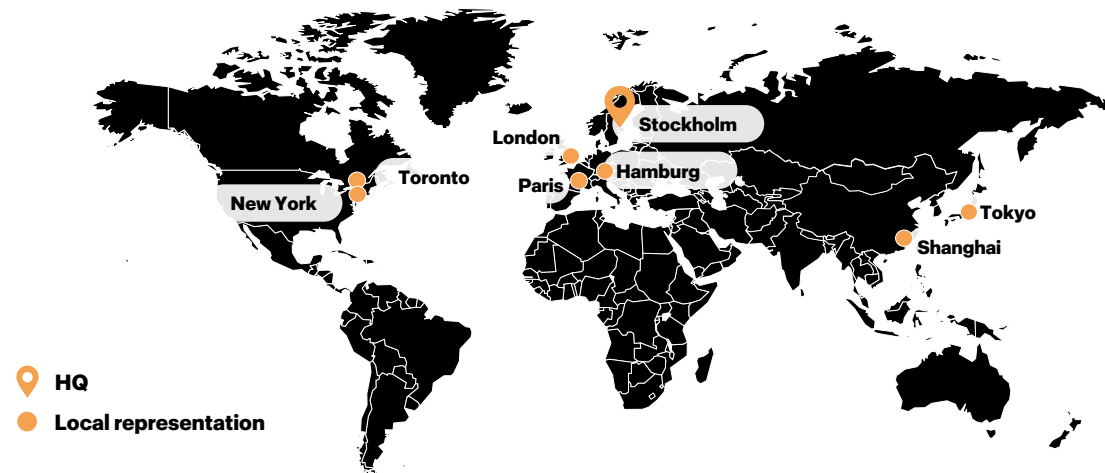 Stockholm
London
Hamburg
Toronto
Paris
New York
Tokyo
Shanghai
HQ
Local representation